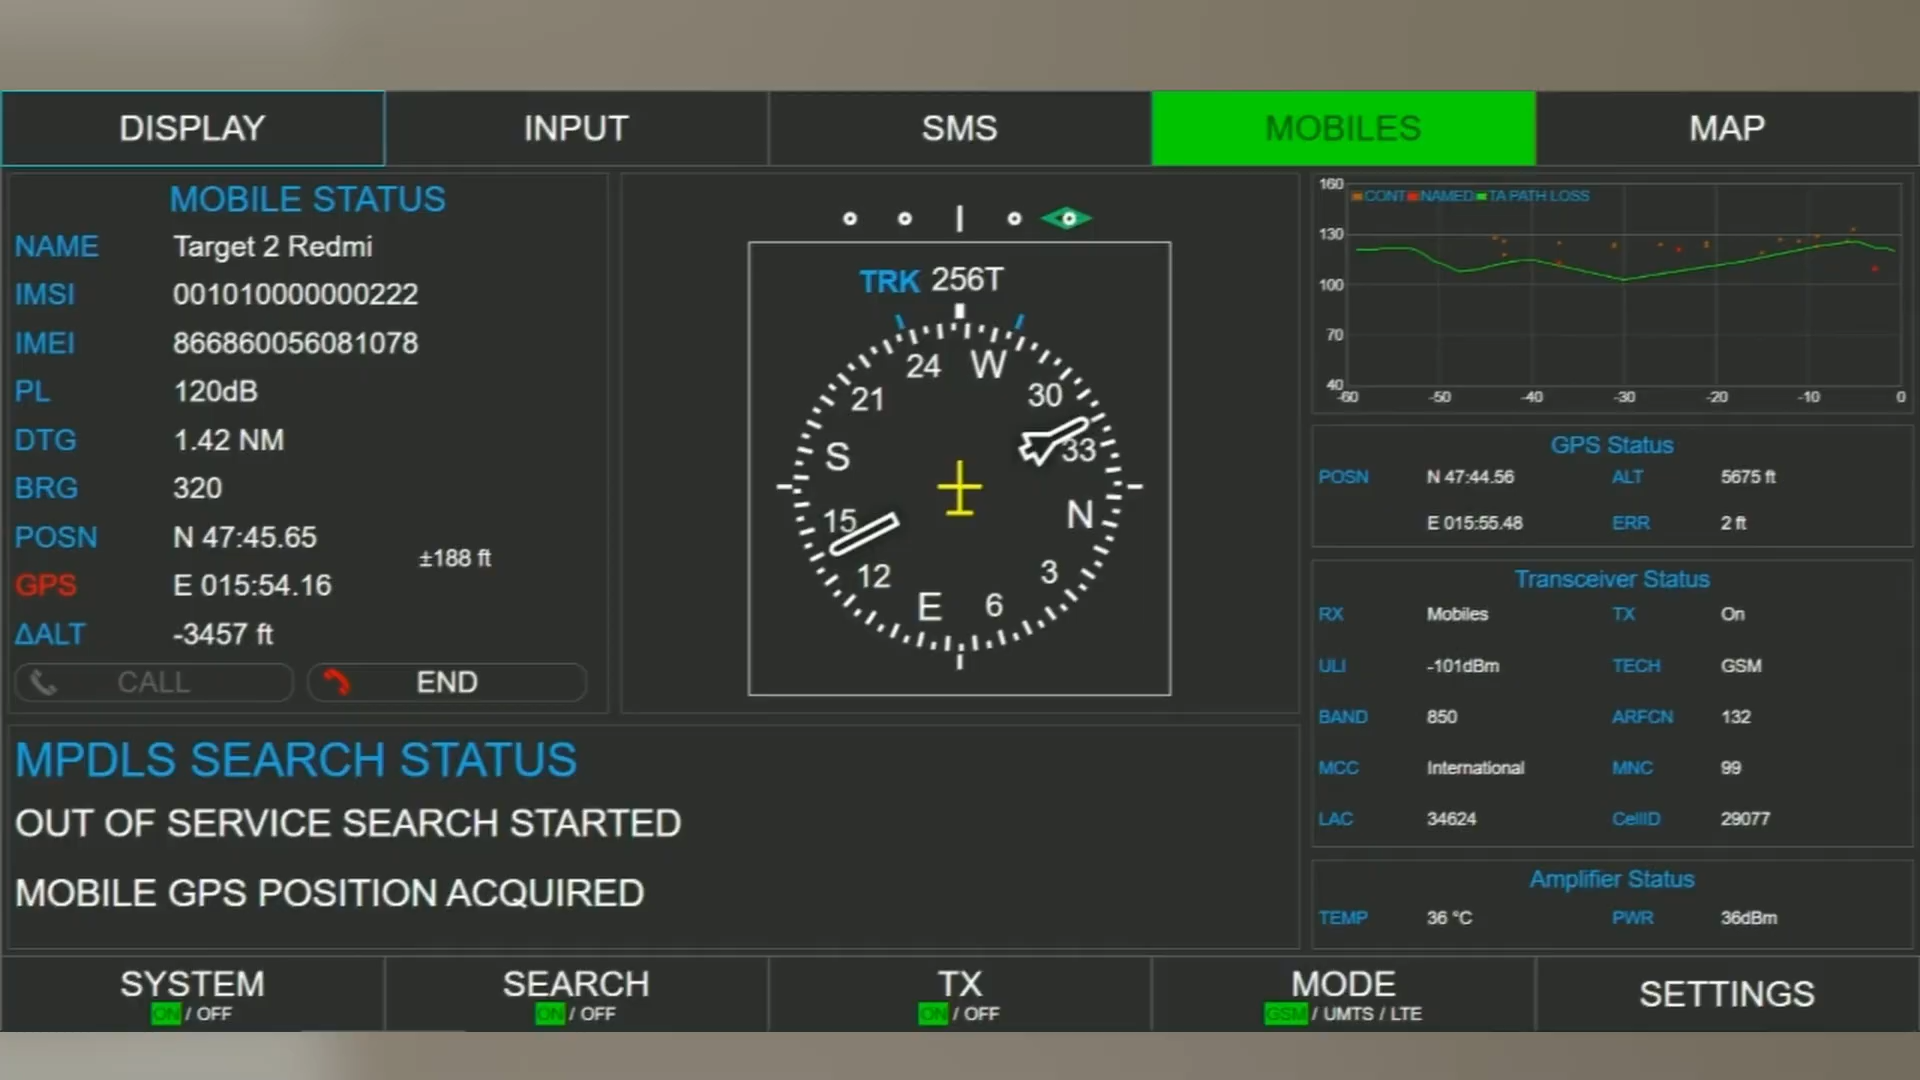 DISPLAY
INPUT
SMS
MOBILES
MAP
MOBILE STATUS
NAME Target 2 Redmi
IMSI 001010000000222
IMEI 866860056081078
PL 120dB
DTG 1.42 NM
BRG 320
POSN N 47:45.65
±188 ft
GPS E 015:54.16
ΔALT -3457 ft
CALL
END
TRK 256T
24 W
21 30
S 33
15 N
12 3
E 6
CONT NAMED TA PATH LOSS
160
130
100
70
40
-60 -50 -40 -30 -20 -10 0
GPS Status
POSN N 47:44.56 ALT 5675 ft
E 015:55.48 ERR 2 ft
Transceiver Status
RX Mobiles TX On
ULI -101dBm TECH GSM
BAND 850 ARFCN 132
MCC International MNC 99
LAC 34624 CellID 29077
Amplifier Status
TEMP 36 °C PWR 36dBm
MPDLS SEARCH STATUS
OUT OF SERVICE SEARCH STARTED
MOBILE GPS POSITION ACQUIRED
SYSTEM
ON / OFF
SEARCH
ON / OFF
TX
ON / OFF
MODE
GSM / UMTS / LTE
SETTINGS